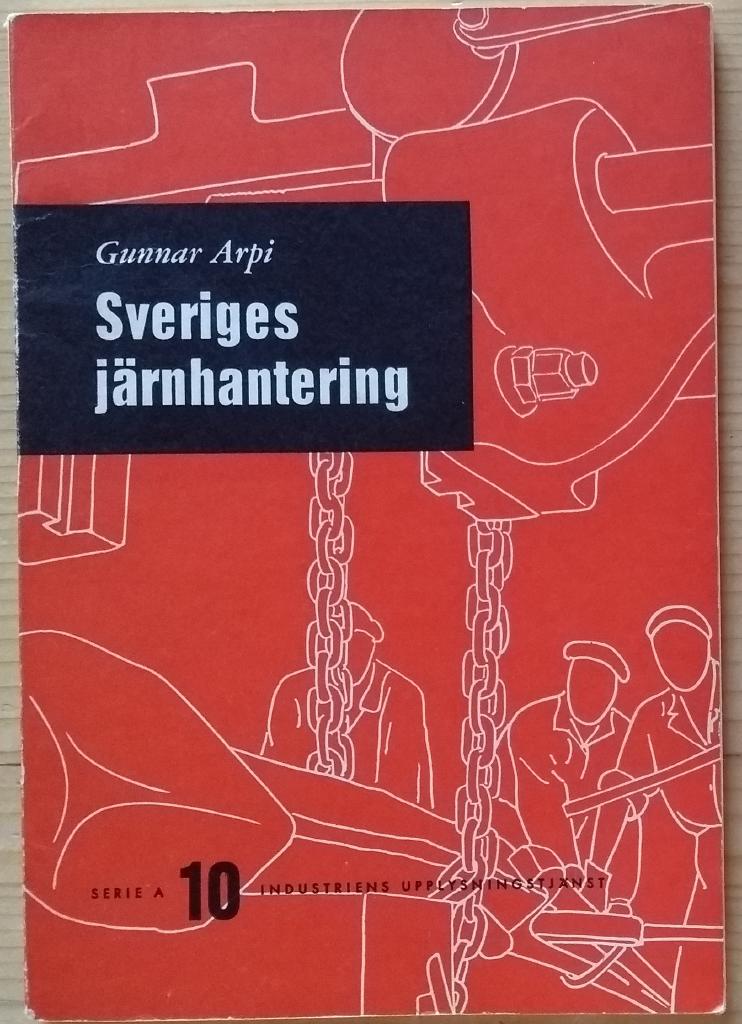 Gunnar Arpi
Sveriges
järnhantering
SERIE A 10 INDUSTRIENS UPPLYSNINGSTJÄNST